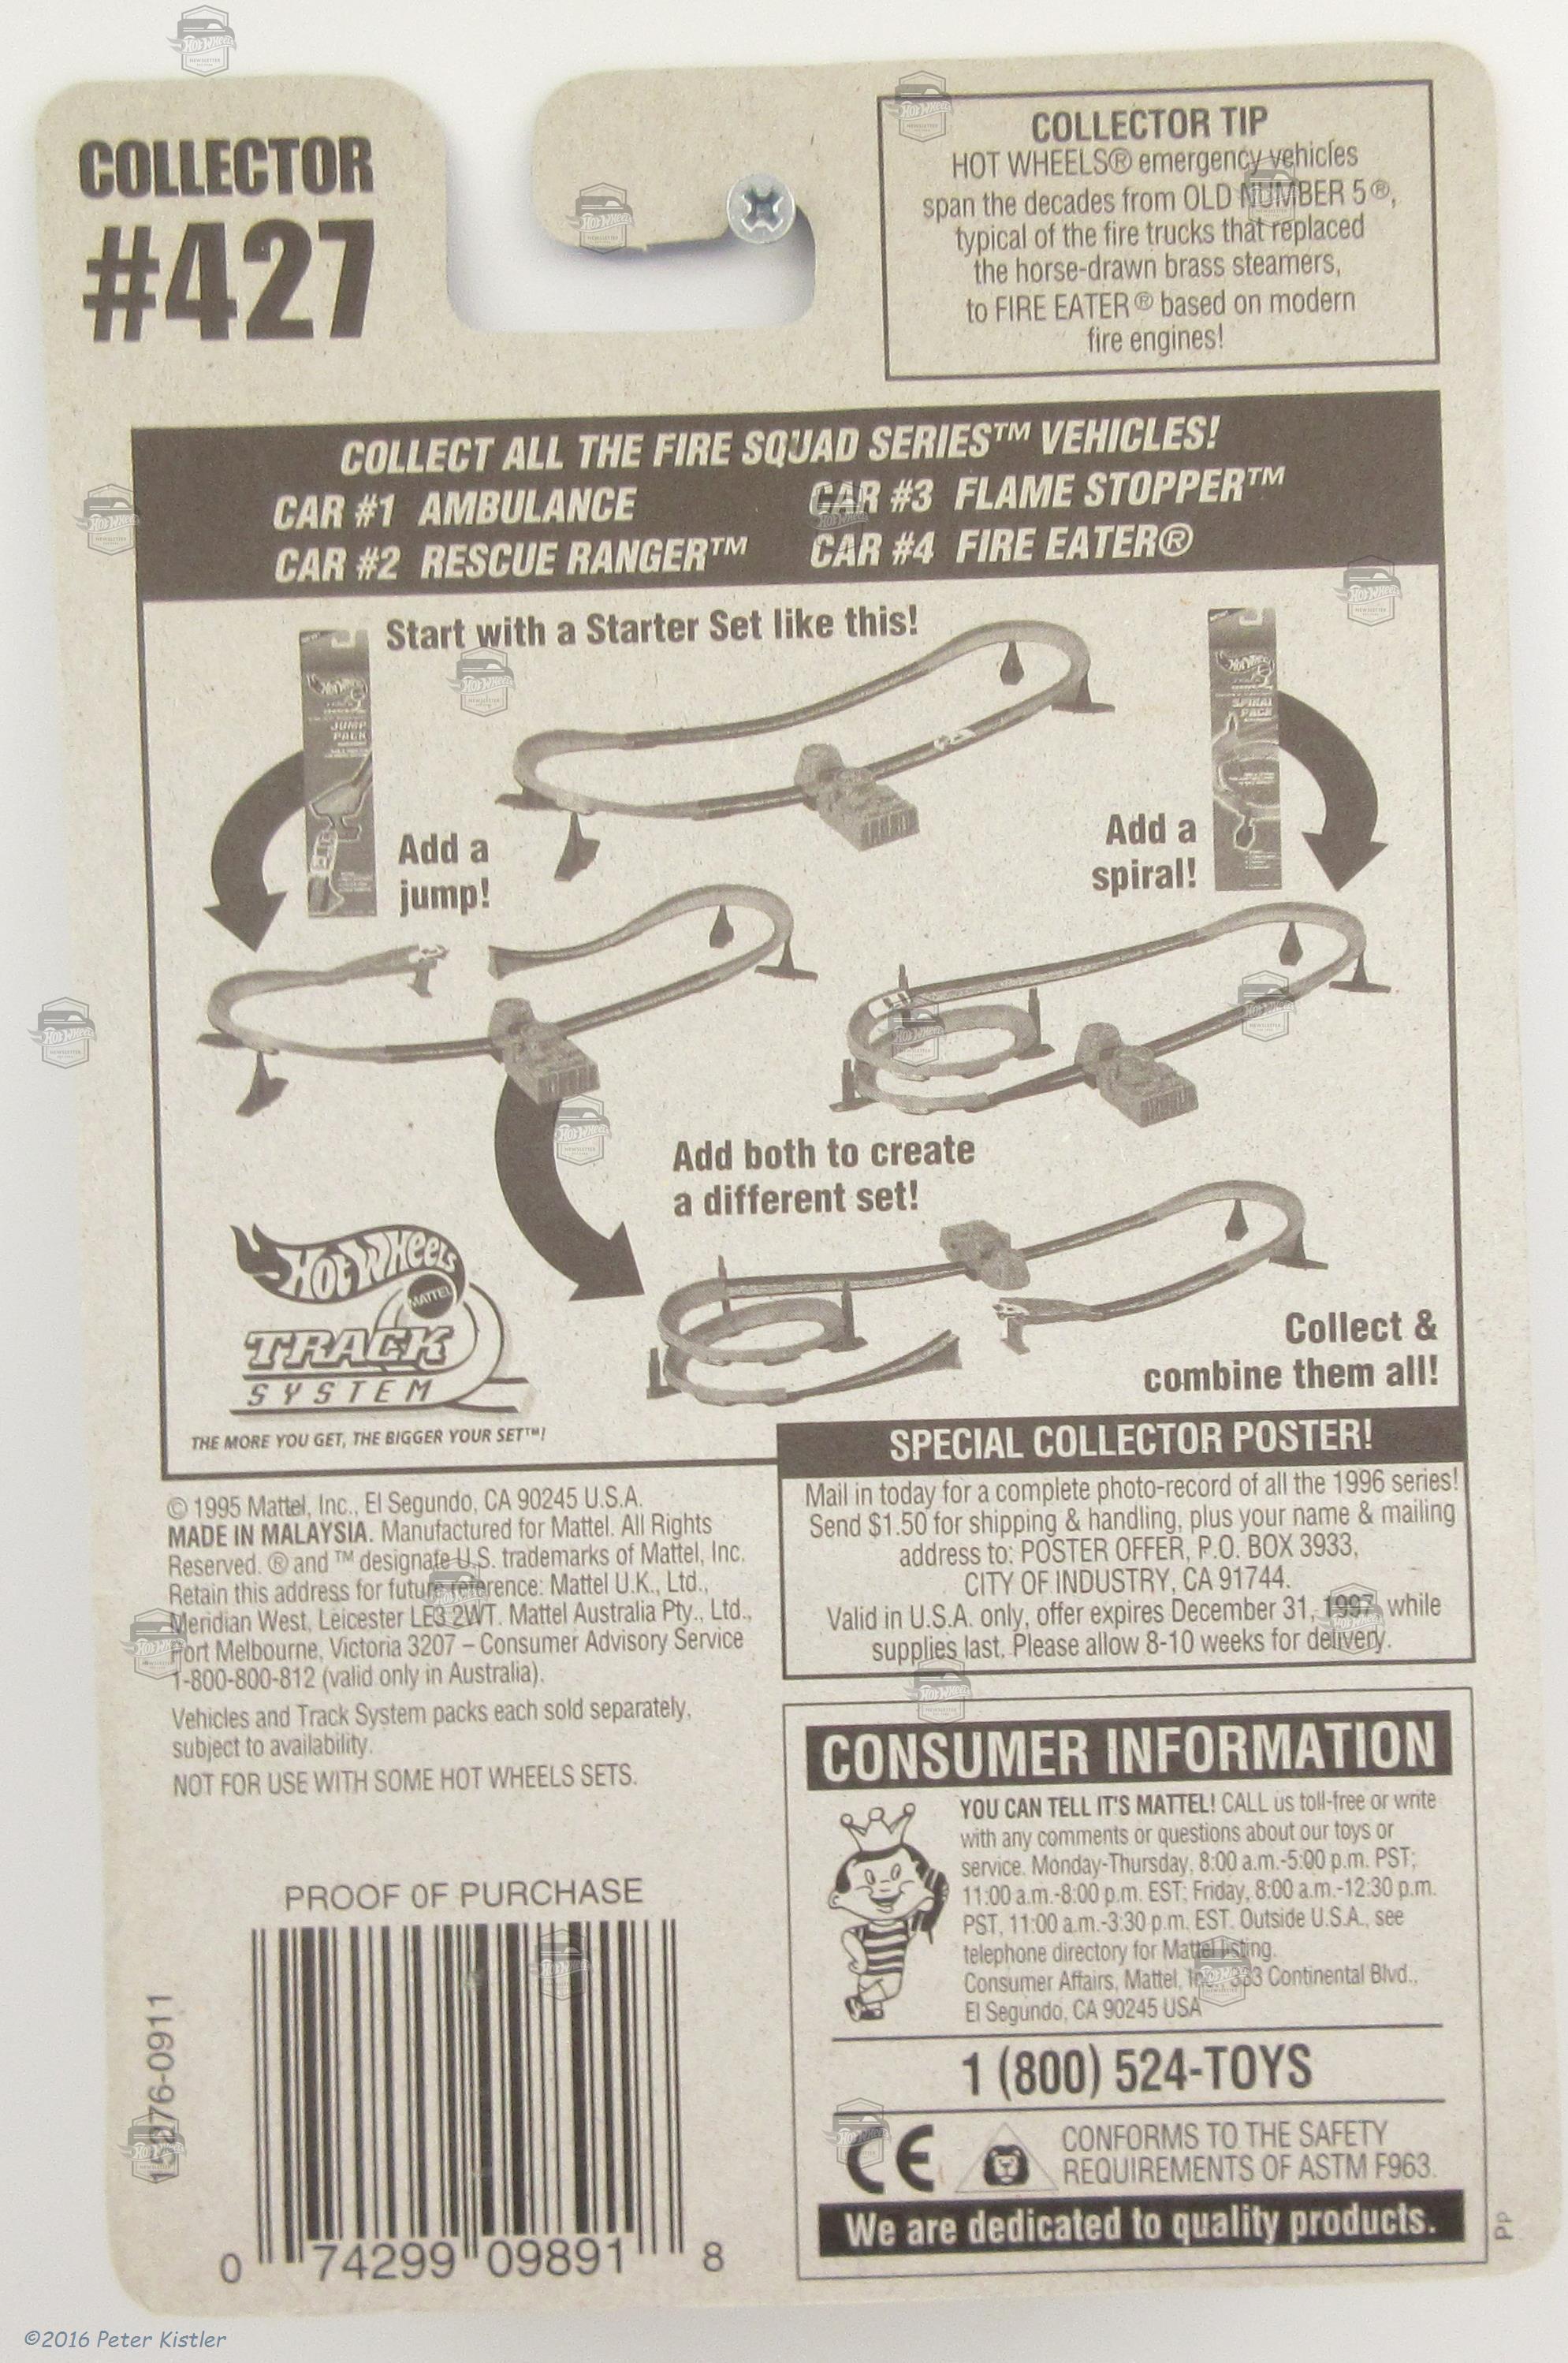 COLLECTOR
#427
COLLECTOR TIP
HOT WHEELS® emergency vehicles
span the decades from OLD NUMBER 5®,
typical of the fire trucks that replaced
the horse-drawn brass steamers,
to FIRE EATER® based on modern
fire engines!
COLLECT ALL THE FIRE SQUAD SERIES™ VEHICLES!
CAR #1 AMBULANCE
CAR #3 FLAME STOPPER™
CAR #2 RESCUE RANGER™
CAR #4 FIRE EATER®
Start with a Starter Set like this!
Hot Wheels
JUMP
PACK
Hot Wheels
SPIRAL
PACK
Add a
jump!
Add a
spiral!
Add both to create
a different set!
Hot Wheels
MATTEL
TRACK
SYSTEM
THE MORE YOU GET, THE BIGGER YOUR SET™!
Collect &
combine them all!
SPECIAL COLLECTOR POSTER!
Mail in today for a complete photo-record of all the 1996 series!
Send $1.50 for shipping & handling, plus your name & mailing
address to: POSTER OFFER, P.O. BOX 3933,
CITY OF INDUSTRY, CA 91744.
Valid in U.S.A. only, offer expires December 31, 1997, while
supplies last. Please allow 8-10 weeks for delivery.
© 1995 Mattel, Inc., El Segundo, CA 90245 U.S.A.
MADE IN MALAYSIA. Manufactured for Mattel. All Rights
Reserved. ® and ™ designate U.S. trademarks of Mattel, Inc.
Retain this address for future reference: Mattel U.K., Ltd.,
Meridian West, Leicester LE3 2WT. Mattel Australia Pty., Ltd.,
Port Melbourne, Victoria 3207 – Consumer Advisory Service
1-800-800-812 (valid only in Australia).
Vehicles and Track System packs each sold separately,
subject to availability.
NOT FOR USE WITH SOME HOT WHEELS SETS.
CONSUMER INFORMATION
YOU CAN TELL IT'S MATTEL! CALL us toll-free or write
with any comments or questions about our toys or
service. Monday-Thursday, 8:00 a.m.-5:00 p.m. PST;
11:00 a.m.-8:00 p.m. EST; Friday, 8:00 a.m.-12:30 p.m.
PST, 11:00 a.m.-3:30 p.m. EST. Outside U.S.A., see
telephone directory for Mattel listing.
Consumer Affairs, Mattel, Inc., 333 Continental Blvd.,
El Segundo, CA 90245 USA
1 (800) 524-TOYS
CE
CONFORMS TO THE SAFETY
REQUIREMENTS OF ASTM F963.
We are dedicated to quality products.
Pp
PROOF OF PURCHASE
0 74299 09891 8
©2016 Peter Kistler